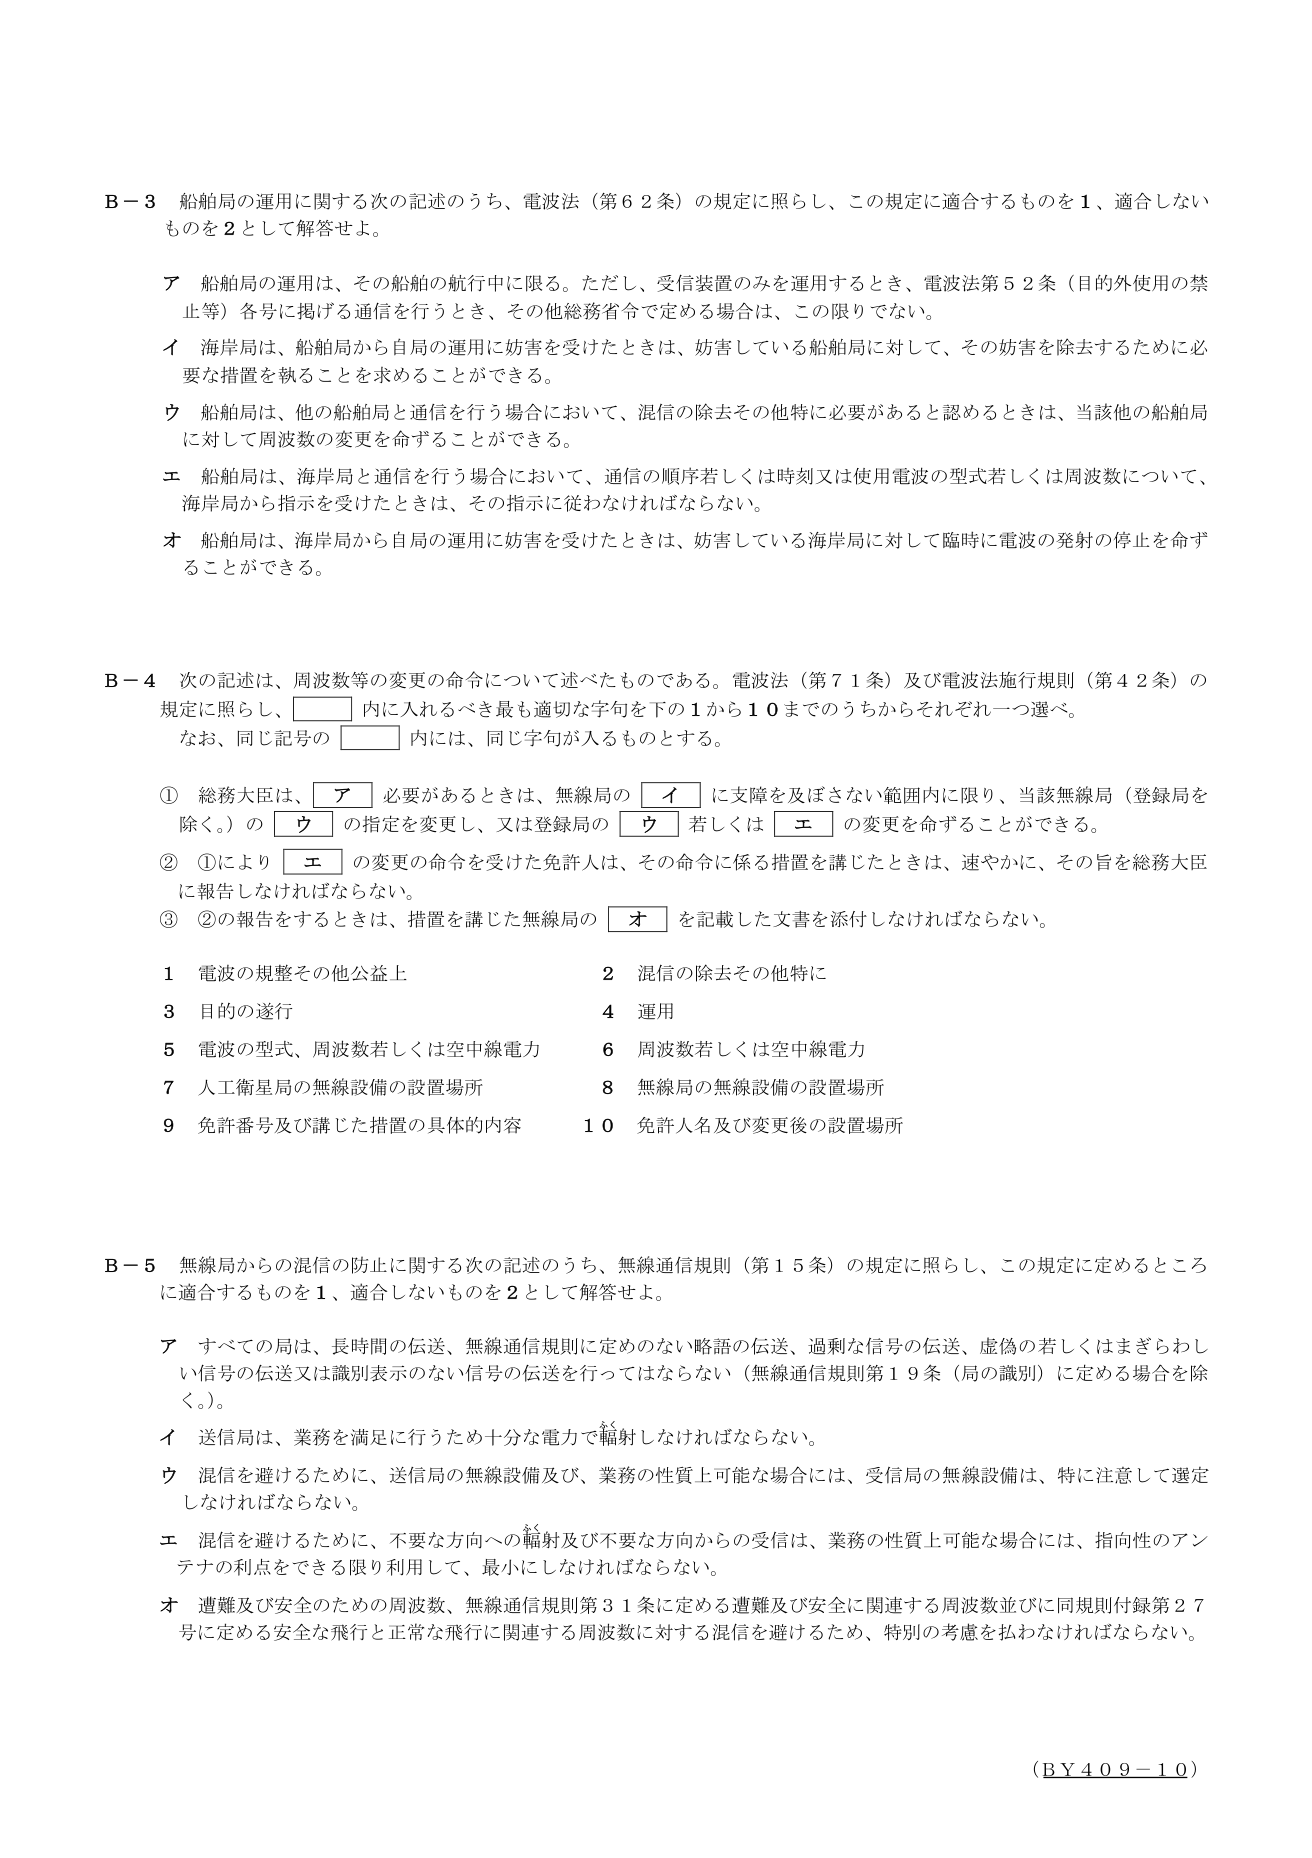 Ｂ－３　船舶局の運用に関する次の記述のうち、電波法（第６２条）の規定に照らし、この規定に適合するものを１、適合しない
ものを２として解答せよ。
ア　船舶局の運用は、その船舶の航行中に限る。ただし、受信装置のみを運用するとき、電波法第５２条（目的外使用の禁
止等）各号に掲げる通信を行うとき、その他総務省令で定める場合は、この限りでない。
イ　海岸局は、船舶局から自局の運用に妨害を受けたときは、妨害している船舶局に対して、その妨害を除去するために必
要な措置を執ることを求めることができる。
ウ　船舶局は、他の船舶局と通信を行う場合において、混信の除去その他特に必要があると認めるときは、当該他の船舶局
に対して周波数の変更を命ずることができる。
エ　船舶局は、海岸局と通信を行う場合において、通信の順序若しくは時刻又は使用電波の型式若しくは周波数について、
海岸局から指示を受けたときは、その指示に従わなければならない。
オ　船舶局は、海岸局から自局の運用に妨害を受けたときは、妨害している海岸局に対して臨時に電波の発射の停止を命ず
ることができる。
Ｂ－４　次の記述は、周波数等の変更の命令について述べたものである。電波法（第７１条）及び電波法施行規則（第４２条）の
規定に照らし、　　　内に入れるべき最も適切な字句を下の１から１０までのうちからそれぞれ一つ選べ。
なお、同じ記号の　　　内には、同じ字句が入るものとする。
①　総務大臣は、　ア　必要があるときは、無線局の　イ　に支障を及ぼさない範囲内に限り、当該無線局（登録局を
除く。）の　ウ　の指定を変更し、又は登録局の　ウ　若しくは　エ　の変更を命ずることができる。
②　①により　エ　の変更の命令を受けた免許人は、その命令に係る措置を講じたときは、速やかに、その旨を総務大臣
に報告しなければならない。
③　②の報告をするときは、措置を講じた無線局の　オ　を記載した文書を添付しなければならない。
１　電波の規整その他公益上　　　２　混信の除去その他特に
３　目的の遂行　　　４　運用
５　電波の型式、周波数若しくは空中線電力　　　６　周波数若しくは空中線電力
７　人工衛星局の無線設備の設置場所　　　８　無線局の無線設備の設置場所
９　免許番号及び講じた措置の具体的内容　　　１０　免許人名及び変更後の設置場所
Ｂ－５　無線局からの混信の防止に関する次の記述のうち、無線通信規則（第１５条）の規定に照らし、この規定に定めるところ
に適合するものを１、適合しないものを２として解答せよ。
ア　すべての局は、長時間の伝送、無線通信規則に定めのない略語の伝送、過剰な信号の伝送、虚偽の若しくはまぎらわし
い信号の伝送又は識別表示のない信号の伝送を行ってはならない（無線通信規則第１９条（局の識別）に定める場合を除
く。）。
イ　送信局は、業務を満足に行うため十分な電力で輻射しなければならない。
ウ　混信を避けるために、送信局の無線設備及び、業務の性質上可能な場合には、受信局の無線設備は、特に注意して選定
しなければならない。
エ　混信を避けるために、不要な方向への輻射及び不要な方向からの受信は、業務の性質上可能な場合には、指向性のアン
テナの利点をできる限り利用して、最小にしなければならない。
オ　遭難及び安全のための周波数、無線通信規則第３１条に定める遭難及び安全に関連する周波数並びに同規則付録第２７
号に定める安全な飛行と正常な飛行に関連する周波数に対する混信を避けるため、特別の考慮を払わなければならない。
（ＢＹ４０９－１０）